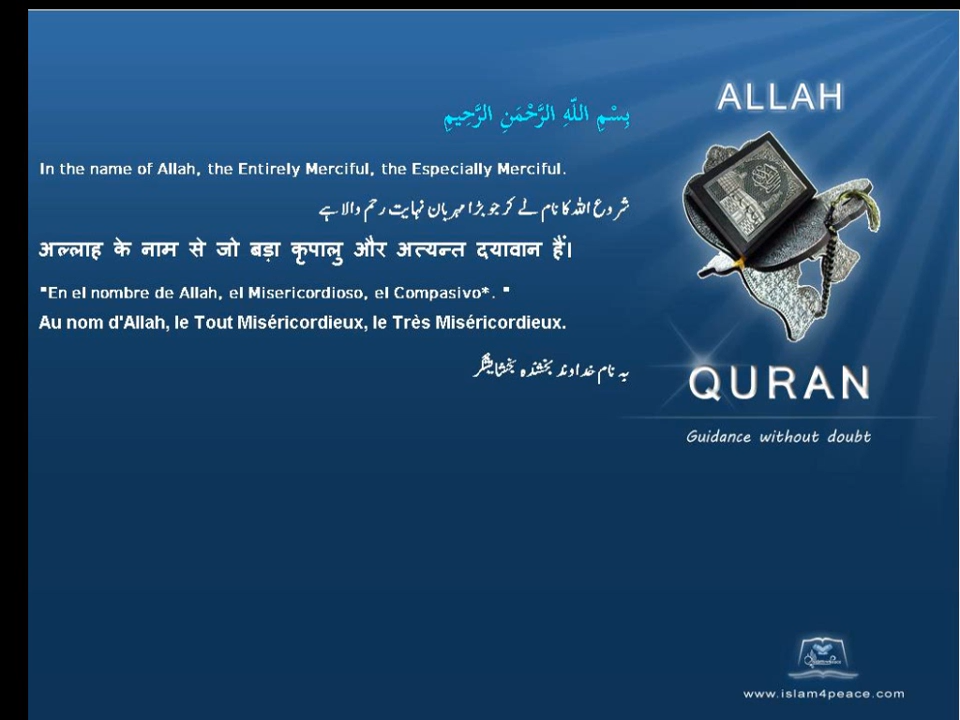 بِسْمِ اللّهِ الرَّحْمَنِ الرَّحِيمِ
In the name of Allah, the Entirely Merciful, the Especially Merciful.
شروع الله کا نام لے کر جو بڑا مہربان نہایت رحم والا ہے
अल्लाह के नाम से जो बड़ा कृपालु और अत्यन्त दयावान हैं।
"En el nombre de Allah, el Misericordioso, el Compasivo*. "
Au nom d'Allah, le Tout Miséricordieux, le Très Miséricordieux.
به نام خداوند بخشنده بخشایشگر
ALLAH
QURAN
Guidance without doubt
www.islam4peace.com